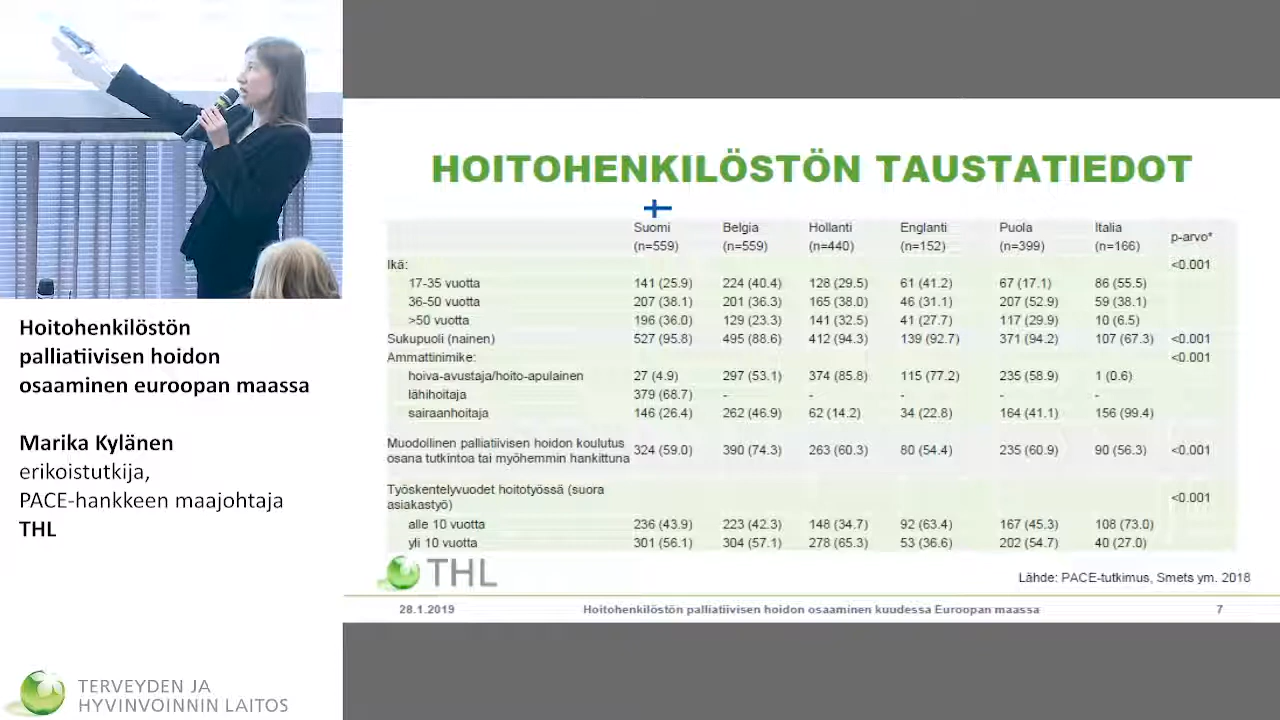 Hoitohenkilöstön
palliatiivisen hoidon
osaaminen euroopan maassa
Marika Kylänen
erikoistutkija,
PACE-hankkeen maajohtaja
THL
TERVEYDEN JA
HYVINVOINNIN LAITOS
HOITOHENKILÖSTÖN TAUSTATIEDOT
Suomi (n=559) Belgia (n=559) Hollanti (n=440) Englanti (n=152) Puola (n=399) Italia (n=166) p-arvo*
Ikä: <0.001
17-35 vuotta 141 (25.9) 224 (40.4) 128 (29.5) 61 (41.2) 67 (17.1) 86 (55.5)
36-50 vuotta 207 (38.1) 201 (36.3) 165 (38.0) 46 (31.1) 207 (52.9) 59 (38.1)
>50 vuotta 196 (36.0) 129 (23.3) 141 (32.5) 41 (27.7) 117 (29.9) 10 (6.5)
Sukupuoli (nainen) 527 (95.8) 495 (88.6) 412 (94.3) 139 (92.7) 371 (94.2) 107 (67.3) <0.001
Ammattinimike: <0.001
hoiva-avustaja/hoito-apulainen 27 (4.9) 297 (53.1) 374 (85.8) 115 (77.2) 235 (58.9) 1 (0.6)
lähihoitaja 379 (68.7) - - - - -
sairaanhoitaja 146 (26.4) 262 (46.9) 62 (14.2) 34 (22.8) 164 (41.1) 156 (99.4)
Muodollinen palliatiivisen hoidon koulutus
osana tutkintoa tai myöhemmin hankittuna 324 (59.0) 390 (74.3) 263 (60.3) 80 (54.4) 235 (60.9) 90 (56.3) <0.001
Työskentelyvuodet hoitotyössä (suora
asiakastyö) <0.001
alle 10 vuotta 236 (43.9) 223 (42.3) 148 (34.7) 92 (63.4) 167 (45.3) 108 (73.0)
yli 10 vuotta 301 (56.1) 304 (57.1) 278 (65.3) 53 (36.6) 202 (54.7) 40 (27.0)
THL
Lähde: PACE-tutkimus, Smets ym. 2018
28.1.2019 Hoitohenkilöstön palliatiivisen hoidon osaaminen kuudessa Euroopan maassa 7